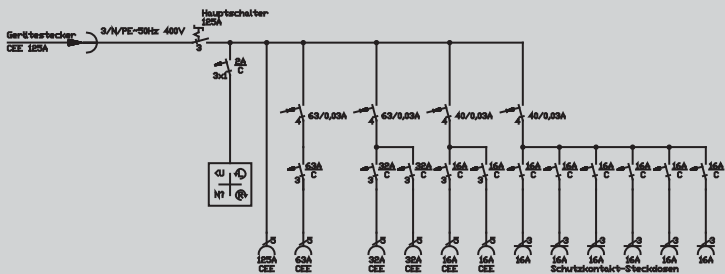 Hauptschalter
125A
Gerätestecker
3/N/PE~50Hz 400V
CEE 125A
3
2A
C
3x1
63/0,03A
4
63/0,03A
4
40/0,03A
4
40/0,03A
4
63A
C
3
32A
C
3
32A
C
3
16A
C
3
16A
C
3
16A
C
16A
C
16A
C
16A
C
16A
C
16A
C
<U
N?
5
125A
CEE
5
63A
CEE
5
32A
CEE
5
32A
CEE
5
16A
CEE
5
16A
CEE
3
16A
3
16A
3
16A
3
16A
3
16A
3
16A
Schutzkontakt-Steckdosen